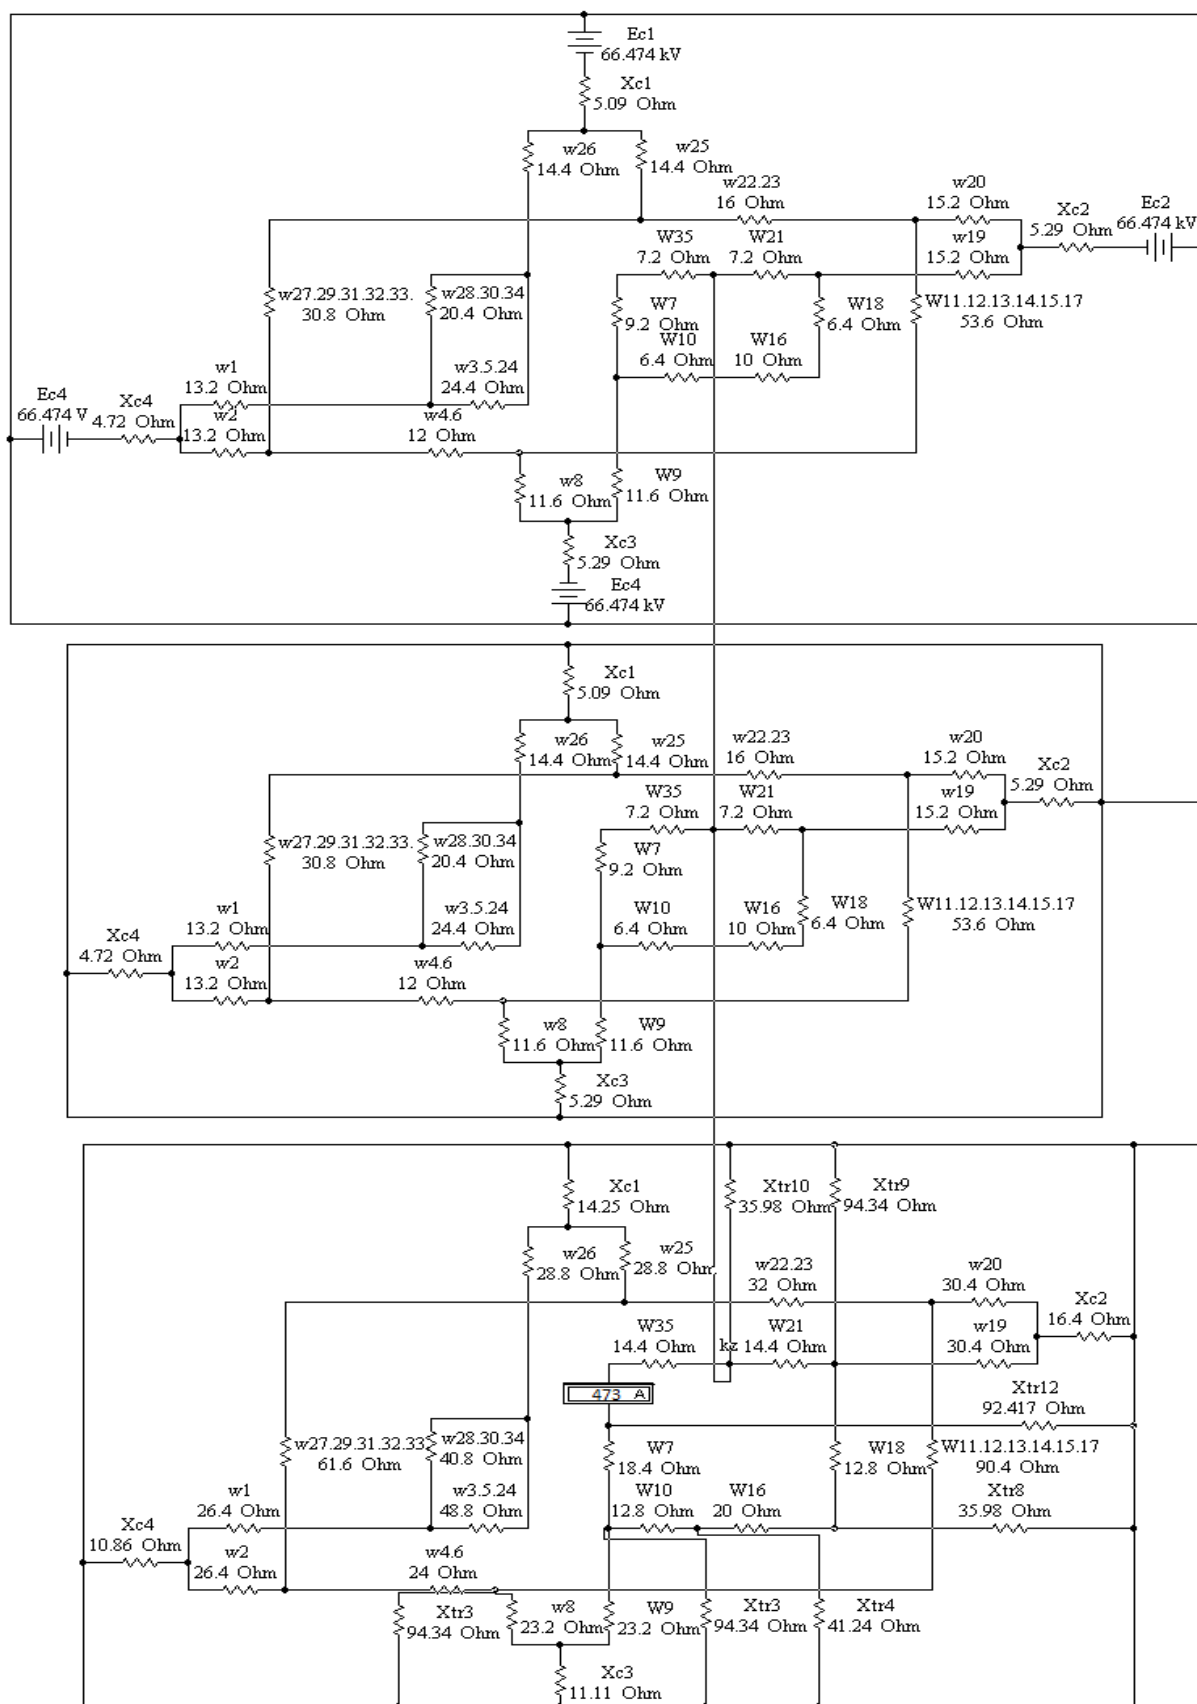 Ec1
66.474 kV
Xc1
5.09 Ohm
w26
14.4 Ohm
w25
14.4 Ohm
w22.23
16 Ohm
w20
15.2 Ohm
Xc2
5.29 Ohm
Ec2
66.474 kV
W35
7.2 Ohm
W21
7.2 Ohm
w19
15.2 Ohm
w27.29.31.32.33.
30.8 Ohm
w28.30.34
20.4 Ohm
W7
9.2 Ohm
W18
6.4 Ohm
W11.12.13.14.15.17
53.6 Ohm
W10
6.4 Ohm
W16
10 Ohm
w1
13.2 Ohm
w3.5.24
24.4 Ohm
Ec4
66.474 V
Xc4
4.72 Ohm
w2
13.2 Ohm
w4.6
12 Ohm
w8
11.6 Ohm
W9
11.6 Ohm
Xc3
5.29 Ohm
Ec4
66.474 kV
Xc1
5.09 Ohm
w26
14.4 Ohm
w25
14.4 Ohm
w22.23
16 Ohm
w20
15.2 Ohm
Xc2
5.29 Ohm
W35
7.2 Ohm
W21
7.2 Ohm
w19
15.2 Ohm
w27.29.31.32.33.
30.8 Ohm
w28.30.34
20.4 Ohm
W7
9.2 Ohm
W10
6.4 Ohm
W16
10 Ohm
W18
6.4 Ohm
W11.12.13.14.15.17
53.6 Ohm
w1
13.2 Ohm
w3.5.24
24.4 Ohm
Xc4
4.72 Ohm
w2
13.2 Ohm
w4.6
12 Ohm
w8
11.6 Ohm
W9
11.6 Ohm
Xc3
5.29 Ohm
Xc1
14.25 Ohm
Xtr10
35.98 Ohm
Xtr9
94.34 Ohm
w26
28.8 Ohm
w25
28.8 Ohm
w22.23
32 Ohm
w20
30.4 Ohm
Xc2
16.4 Ohm
W35
14.4 Ohm
kz
W21
14.4 Ohm
w19
30.4 Ohm
473 A
Xtr12
92.417 Ohm
w27.29.31.32.33
61.6 Ohm
w28.30.34
40.8 Ohm
W7
18.4 Ohm
W18
12.8 Ohm
W11.12.13.14.15.17
90.4 Ohm
w1
26.4 Ohm
w3.5.24
48.8 Ohm
W10
12.8 Ohm
W16
20 Ohm
Xtr8
35.98 Ohm
Xc4
10.86 Ohm
w2
26.4 Ohm
w4.6
24 Ohm
Xtr3
94.34 Ohm
w8
23.2 Ohm
W9
23.2 Ohm
Xtr3
94.34 Ohm
Xtr4
41.24 Ohm
Xc3
11.11 Ohm